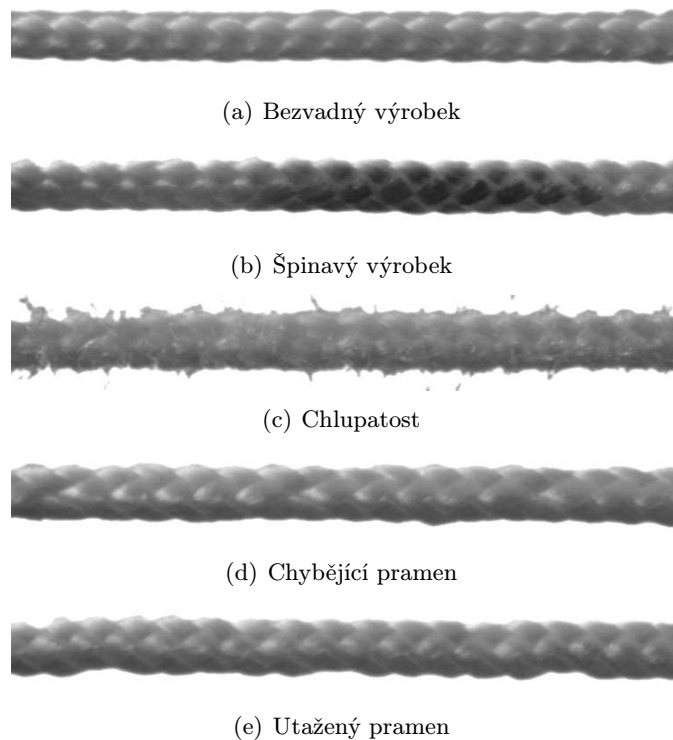 (a) Bezvadný výrobek
(b) Špinavý výrobek
(c) Chlupatost
(d) Chybějící pramen
(e) Utažený pramen